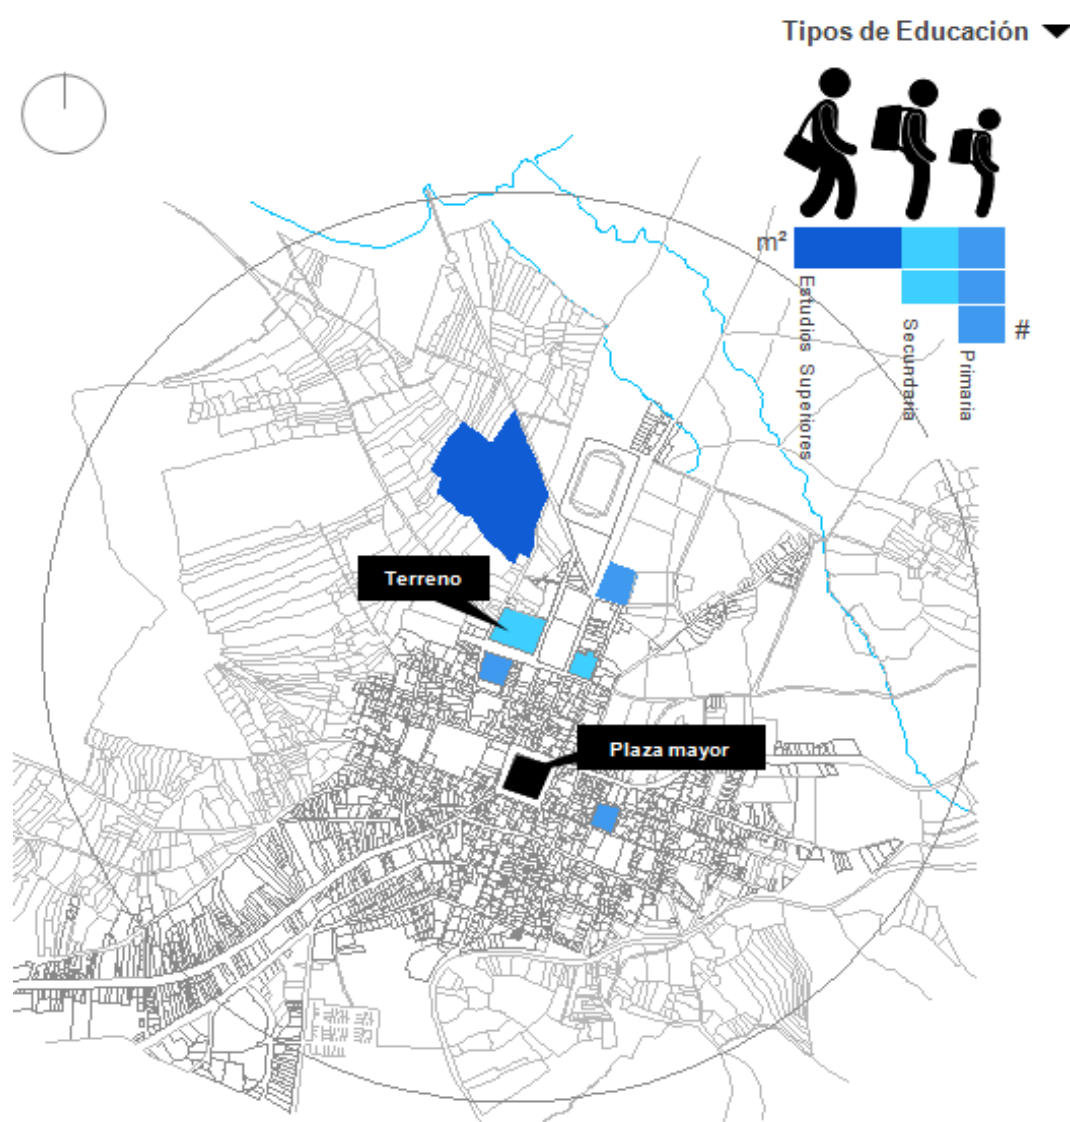 Tipos de Educación
m²
Estudios Superiores
Secundaria
Primaria
#
Terreno
Plaza mayor